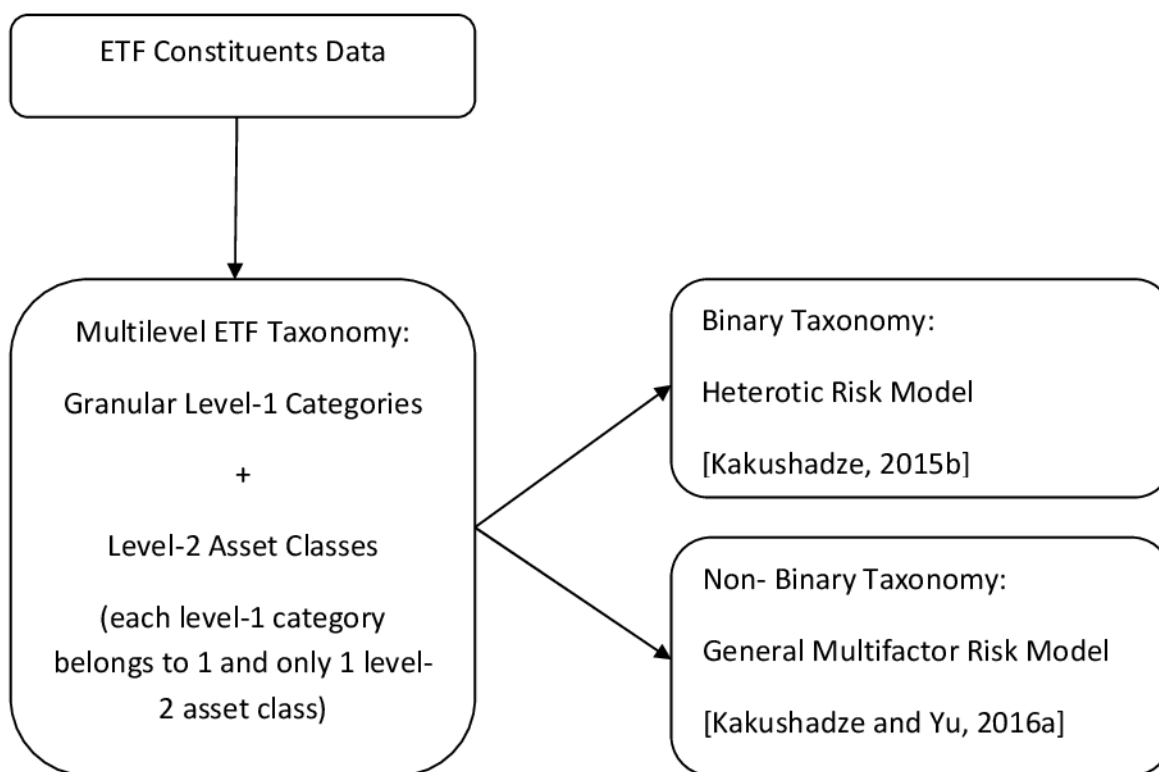 ETF Constituents Data
Multilevel ETF Taxonomy:
Granular Level-1 Categories
+
Level-2 Asset Classes
(each level-1 category
belongs to 1 and only 1 level-
2 asset class)
Binary Taxonomy:
Heterotic Risk Model
[Kakushadze, 2015b]
Non- Binary Taxonomy:
General Multifactor Risk Model
[Kakushadze and Yu, 2016a]